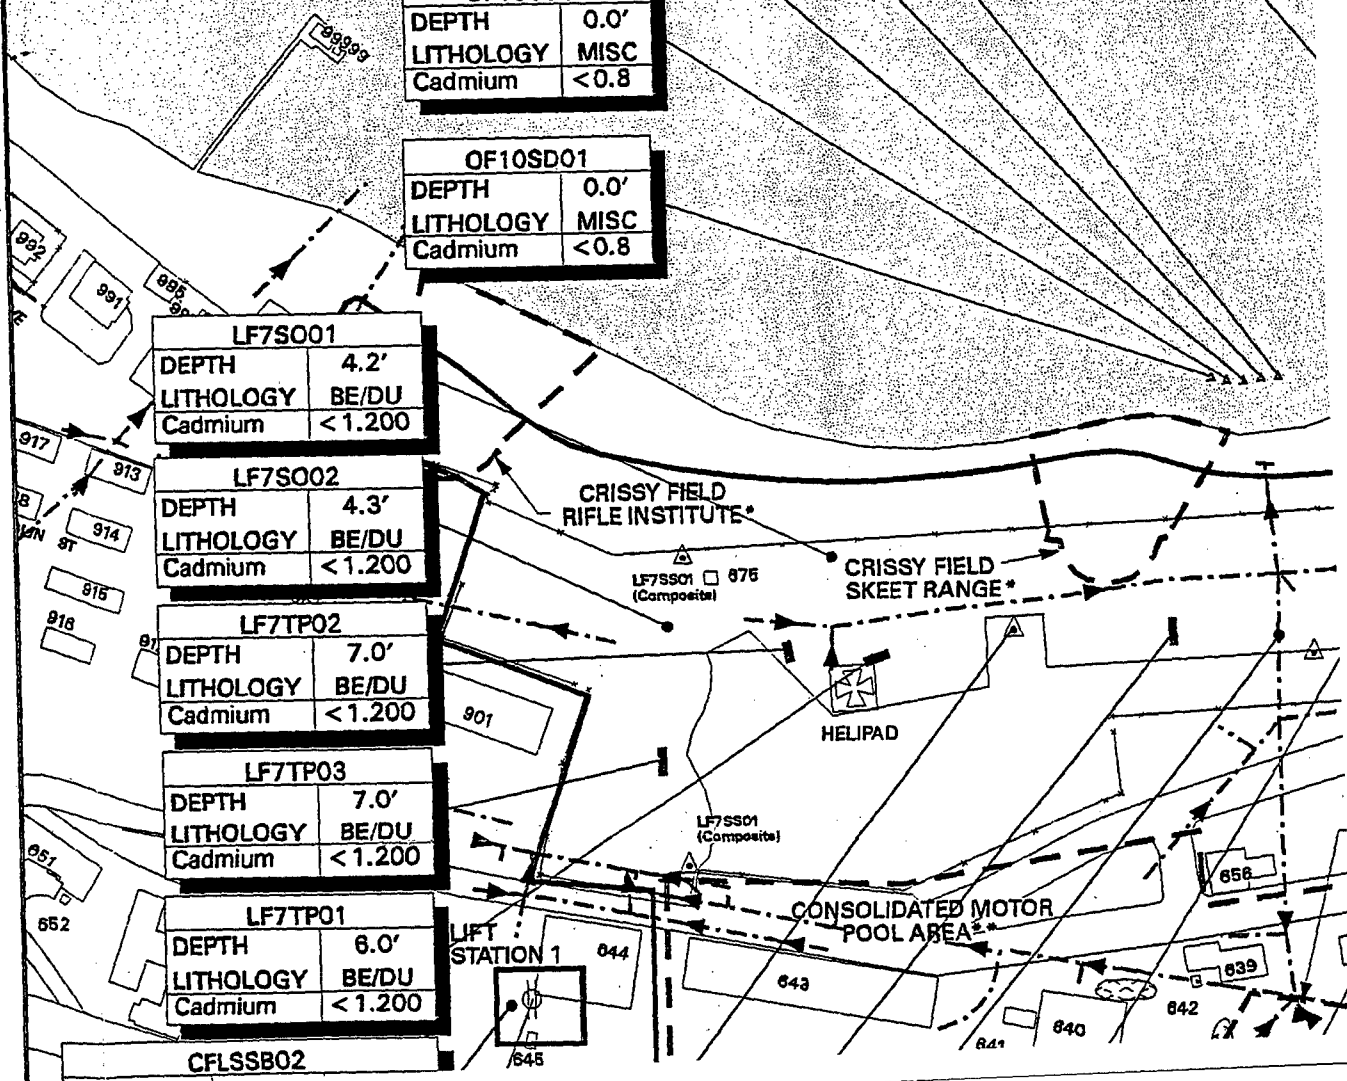 DEPTH 0.0'
LITHOLOGY MISC
Cadmium <0.8
99999
OF10SD01
DEPTH 0.0'
LITHOLOGY MISC
Cadmium <0.8
992
991
995
LF7SO01
DEPTH 4.2'
LITHOLOGY BE/DU
Cadmium <1.200
917
913
LF7SO02
DEPTH 4.3'
LITHOLOGY BE/DU
Cadmium <1.200
914
ST
915
916
CRISSY FIELD
RIFLE INSTITUTE*
LF7SS01
(Composite)
675
CRISSY FIELD
SKEET RANGE*
LF7TP02
DEPTH 7.0'
LITHOLOGY BE/DU
Cadmium <1.200
901
HELIPAD
LF7TP03
DEPTH 7.0'
LITHOLOGY BE/DU
Cadmium <1.200
LF7SS01
(Composite)
651
652
656
LF7TP01
DEPTH 6.0'
LITHOLOGY BE/DU
Cadmium <1.200
LIFT
STATION 1
644
CONSOLIDATED MOTOR
POOL AREA**
643
639
642
640
641
645
CFLSSB02